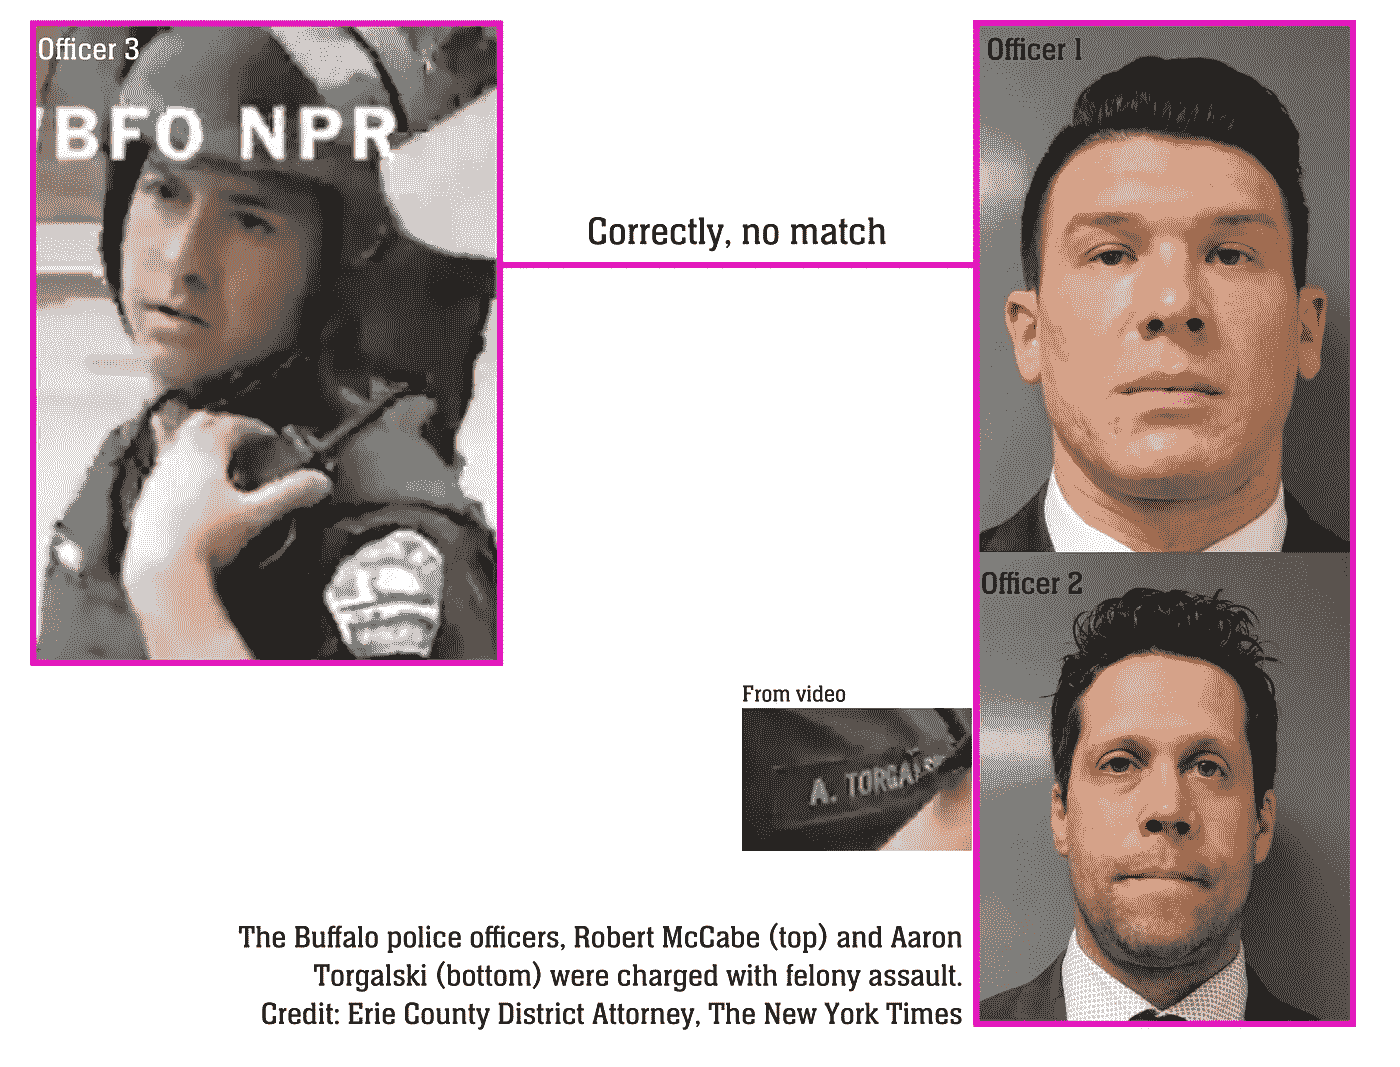 Officer 3
BFO NPR
Officer 1
Correctly, no match
Officer 2
From video
A. TORGALS
The Buffalo police officers, Robert McCabe (top) and Aaron
Torgalski (bottom) were charged with felony assault.
Credit: Erie County District Attorney, The New York Times